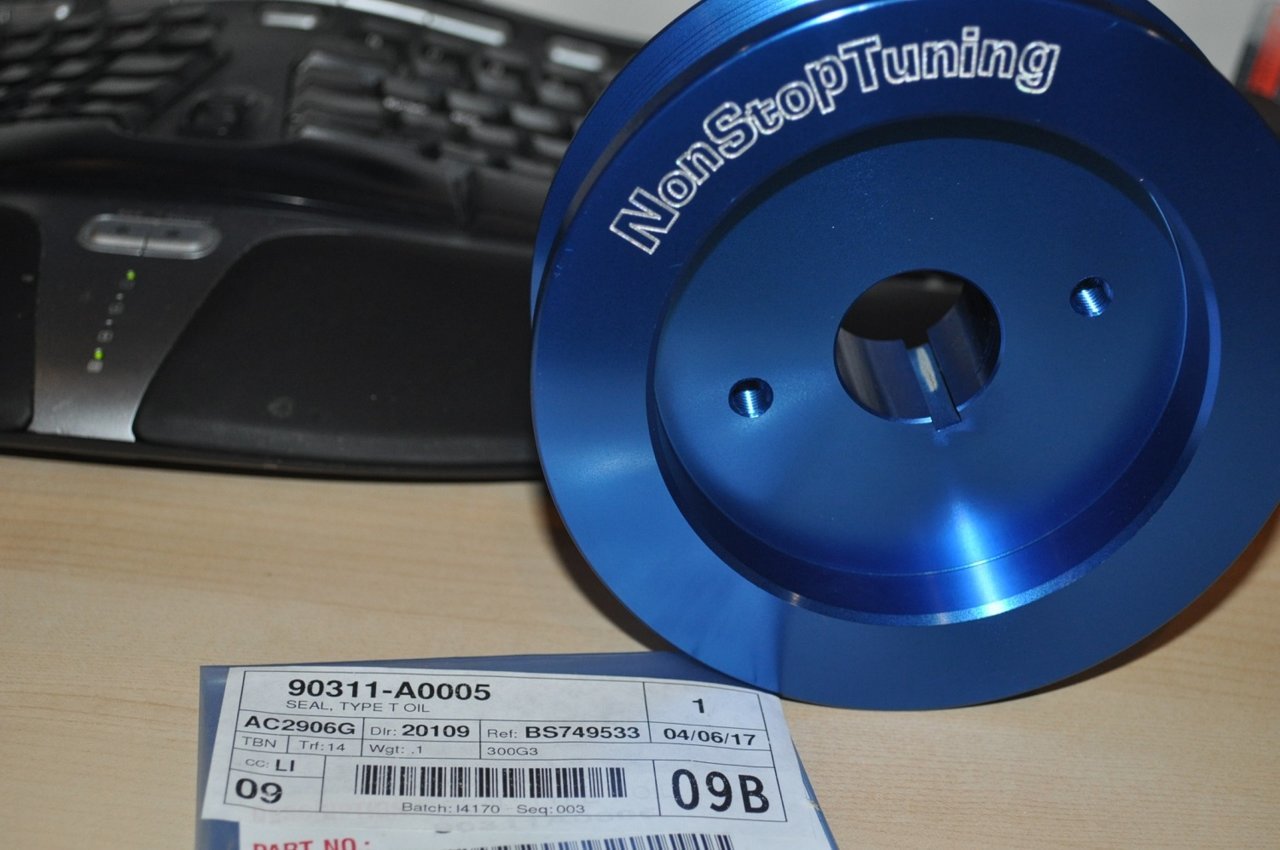 NonStopTuning
90311-A0005
SEAL, TYPE T OIL
1
AC2906G Dlr: 20109 Ref: BS749533 04/06/17
TBN Trf: 14 Wgt: .1 300G3
CC: LI
09
09B
Batch: I4170 Seq: 003
PART NO.: